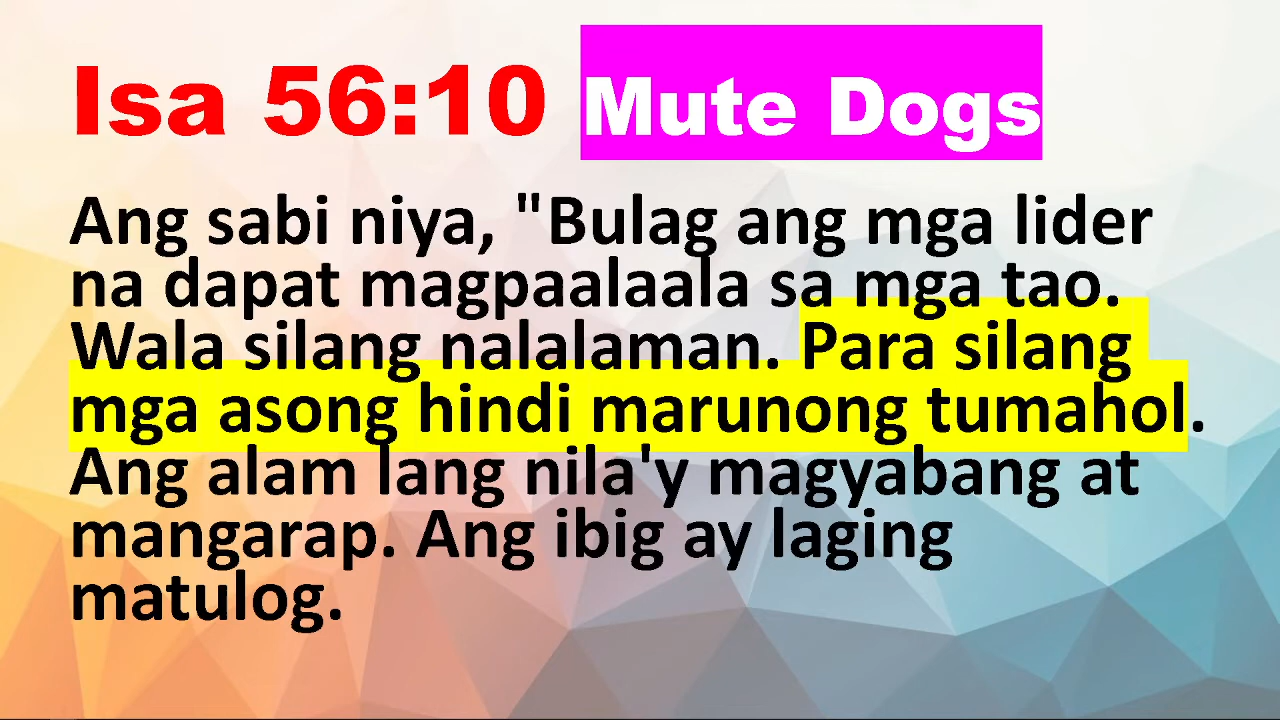 Isa 56:10 Mute Dogs
Ang sabi niya, "Bulag ang mga lider
na dapat magpaalaala sa mga tao.
Wala silang nalalaman. Para silang
mga asong hindi marunong tumahol.
Ang alam lang nila'y magyabang at
mangarap. Ang ibig ay laging
matulog.